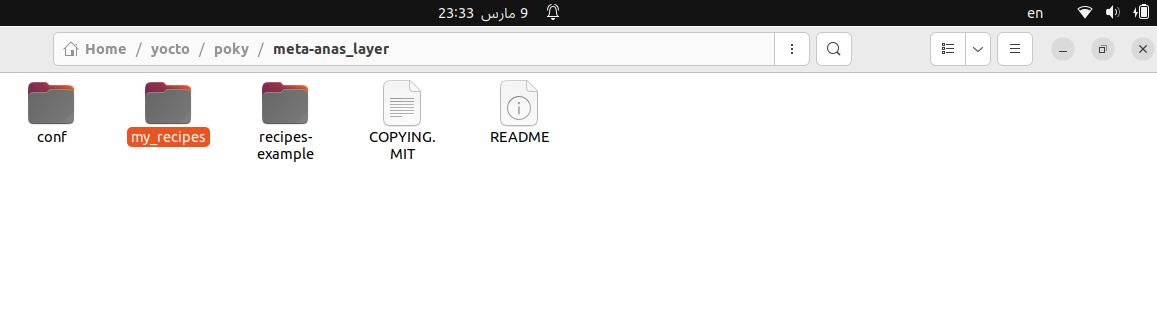 23:33 مارس 9
en
Home / yocto / poky / meta-anas_layer
conf
my_recipes
recipes-
example
COPYING.
MIT
README